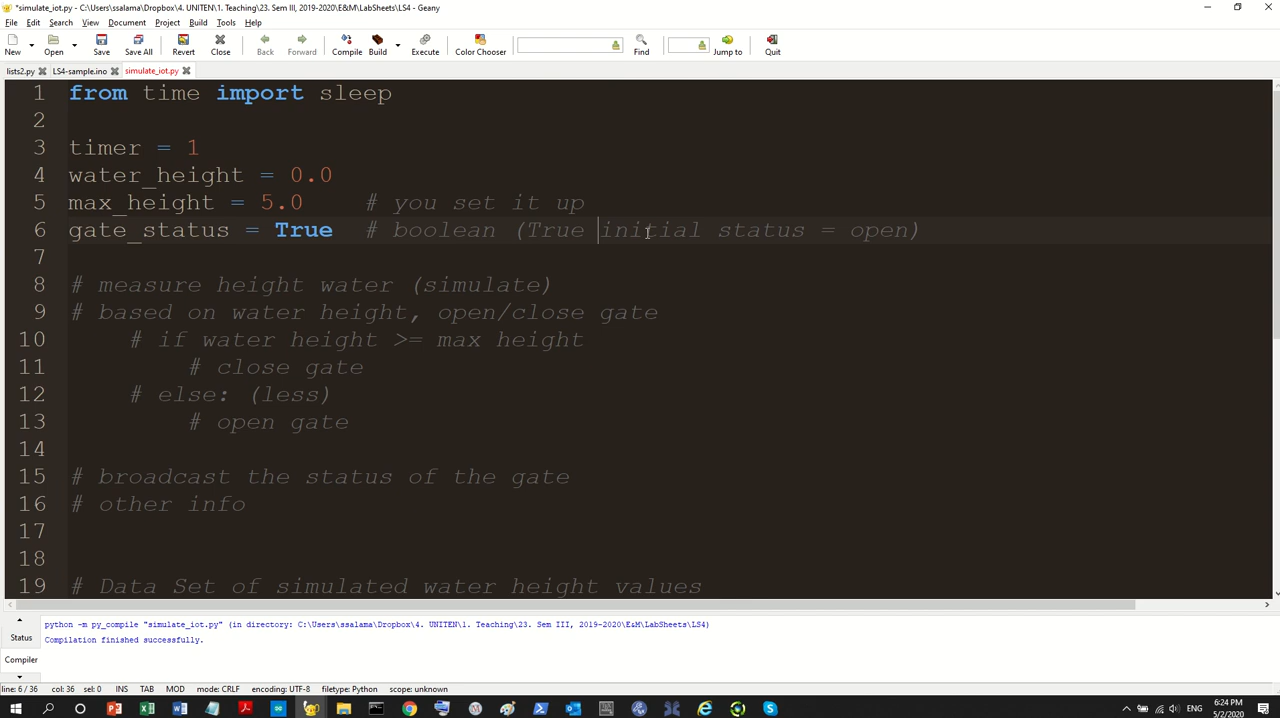 *simulate_iot.py - C:\Users\ssalama\Dropbox\4. UNITEN\1. Teaching\23. Sem III, 2019-2020\E&M\LabSheets\LS4 - Geany
File Edit Search View Document Project Build Tools Help
New Open Save Save All Revert Close Back Forward Compile Build Execute Color Chooser Find Jump to Quit
lists2.py LS4-sample.ino simulate_iot.py
1 from time import sleep
2
3 timer = 1
4 water_height = 0.0
5 max_height = 5.0 # you set it up
6 gate_status = True # boolean (True initial status = open)
7
8 # measure height water (simulate)
9 # based on water height, open/close gate
10 # if water height >= max height
11 # close gate
12 # else: (less)
13 # open gate
14
15 # broadcast the status of the gate
16 # other info
17
18
19 # Data Set of simulated water height values
Status
python -m py_compile "simulate_iot.py" (in directory: C:\Users\ssalama\Dropbox\4. UNITEN\1. Teaching\23. Sem III, 2019-2020\E&M\LabSheets\LS4)
Compilation finished successfully.
Compiler
line: 6 / 36 col: 36 sel: 0 INS TAB MOD mode: CRLF encoding: UTF-8 filetype: Python scope: unknown
ENG
6:24 PM
5/2/2020